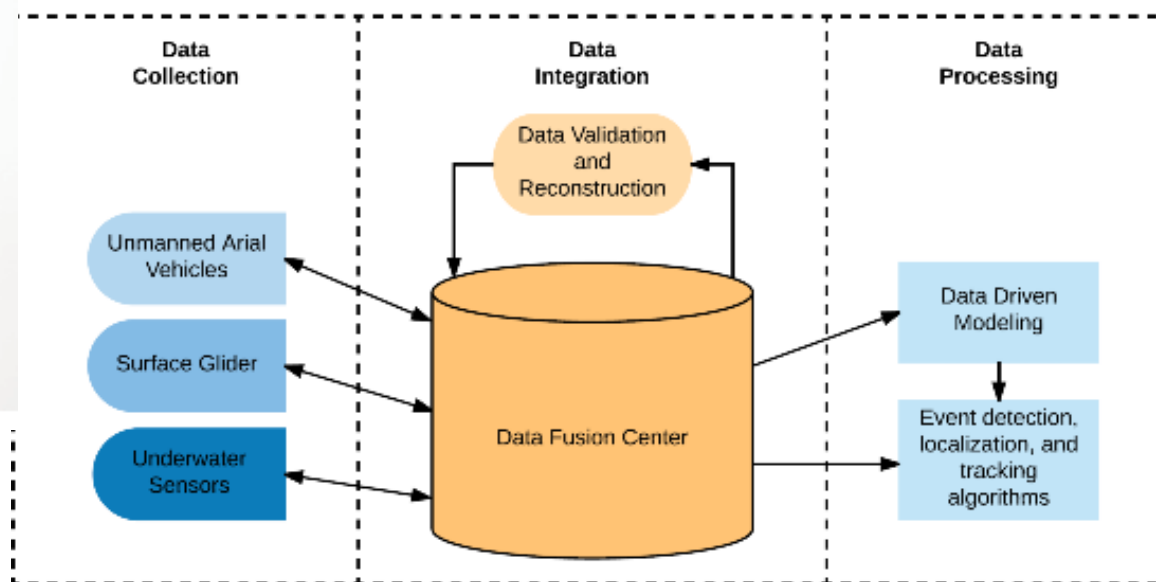 Data
Collection
Data
Integration
Data
Processing
Data Validation
and
Reconstruction
Unmanned Arial
Vehicles
Surface Glider
Underwater
Sensors
Data Fusion Center
Data Driven
Modeling
Event detection,
localization, and
tracking
algorithms